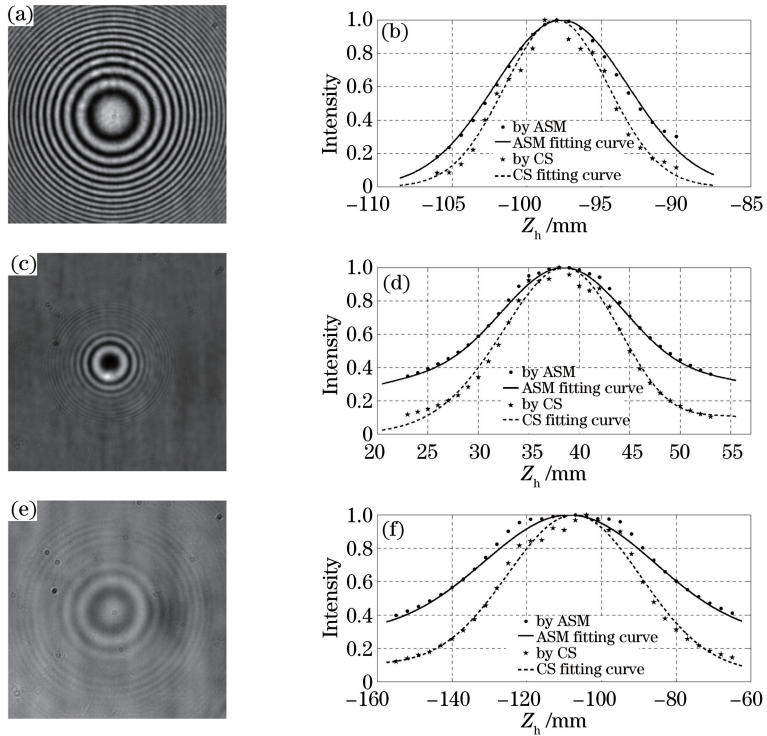 (a)
(b)
1.0
0.8
0.6
0.4
0.2
0
Intensity
by ASM
ASM fitting curve
by CS
CS fitting curve
−110 −105 −100 −95 −90 −85
Zh /mm
(c)
(d)
1.0
0.8
0.6
0.4
0.2
0
Intensity
by ASM
ASM fitting curve
by CS
CS fitting curve
20 25 30 35 40 45 50 55
Zh /mm
(e)
(f)
1.0
0.8
0.6
0.4
0.2
0
Intensity
by ASM
ASM fitting curve
by CS
CS fitting curve
−160 −140 −120 −100 −80 −60
Zh /mm